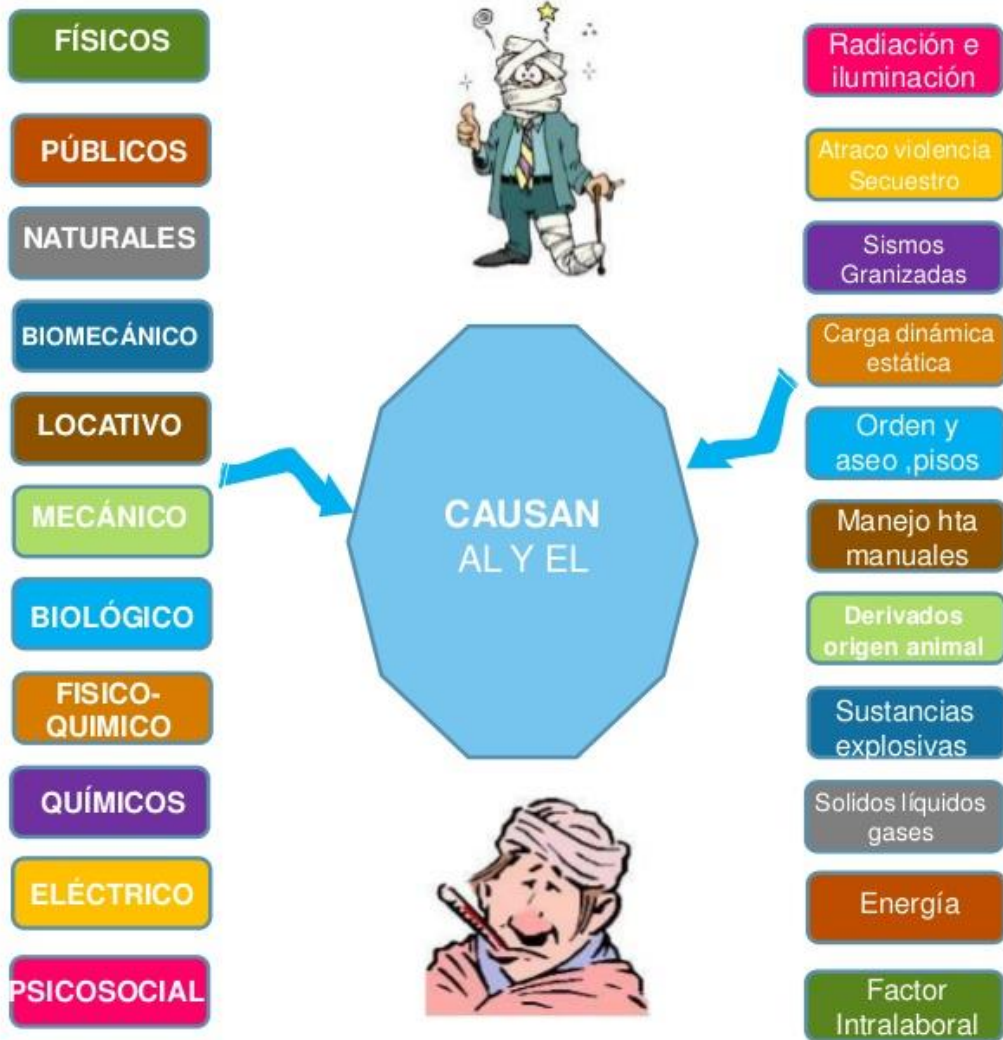 FÍSICOS
PÚBLICOS
NATURALES
BIOMECÁNICO
LOCATIVO
MECÁNICO
BIOLÓGICO
FISICO-
QUIMICO
QUÍMICOS
ELÉCTRICO
PSICOSOCIAL
CAUSAN
AL Y EL
Radiación e
iluminación
Atraco violencia
Secuestro
Sismos
Granizadas
Carga dinámica
estática
Orden y
aseo ,pisos
Manejo hta
manuales
Derivados
origen animal
Sustancias
explosivas
Solidos líquidos
gases
Energía
Factor
Intralaboral